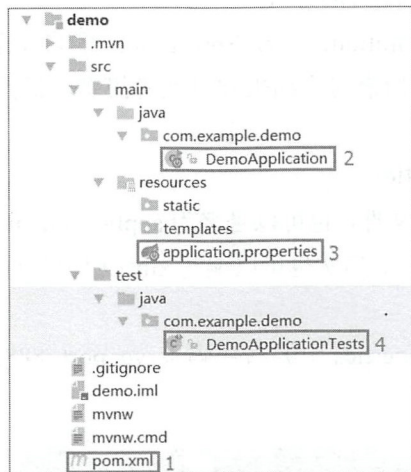 demo
.mvn
src
main
java
com.example.demo
DemoApplication 2
resources
static
templates
application.properties 3
test
java
com.example.demo
DemoApplicationTests 4
.gitignore
demo.iml
mvnw
mvnw.cmd
pom.xml 1